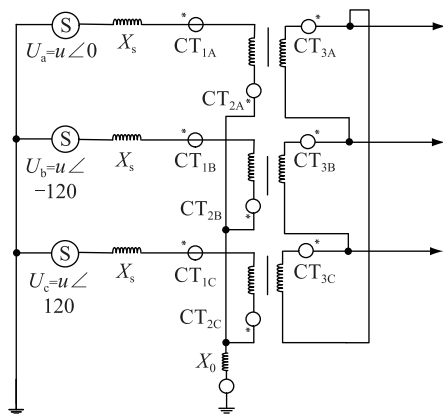 S * * 
U_a=u∠0 X_s CT_1A CT_3A
CT_2A *
S * *
U_b=u∠ X_s CT_1B CT_3B
−120
CT_2B *
S * *
U_c=u∠ X_s CT_1C CT_3C
120
CT_2C *
X_0